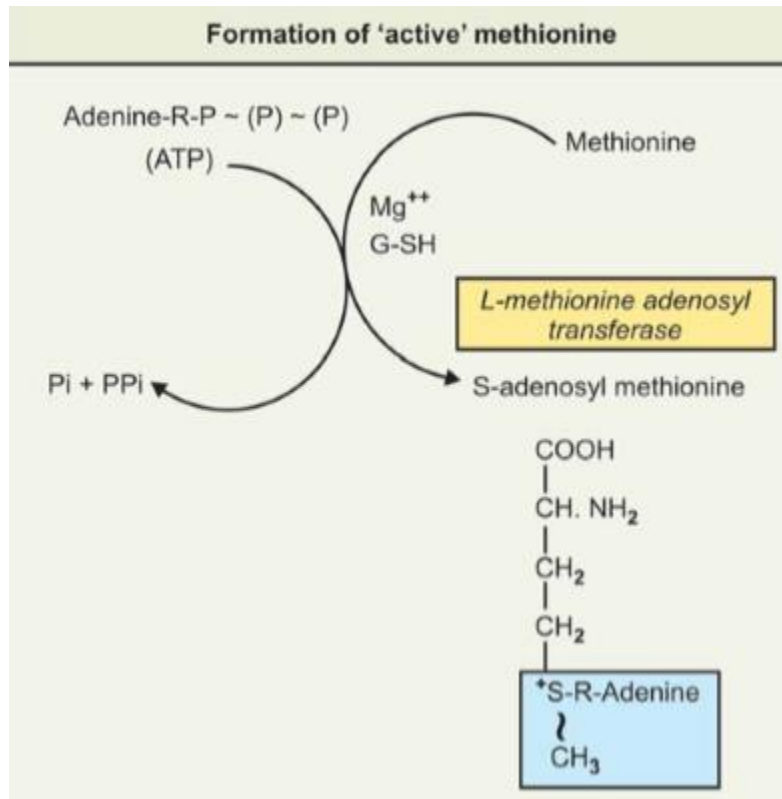 Formation of ‘active’ methionine
Adenine-R-P ~ (P) ~ (P)
(ATP)
Methionine
Mg⁺⁺
G-SH
L-methionine adenosyl
transferase
Pi + PPi
S-adenosyl methionine
COOH
CH. NH₂
CH₂
CH₂
⁺S-R-Adenine
CH₃